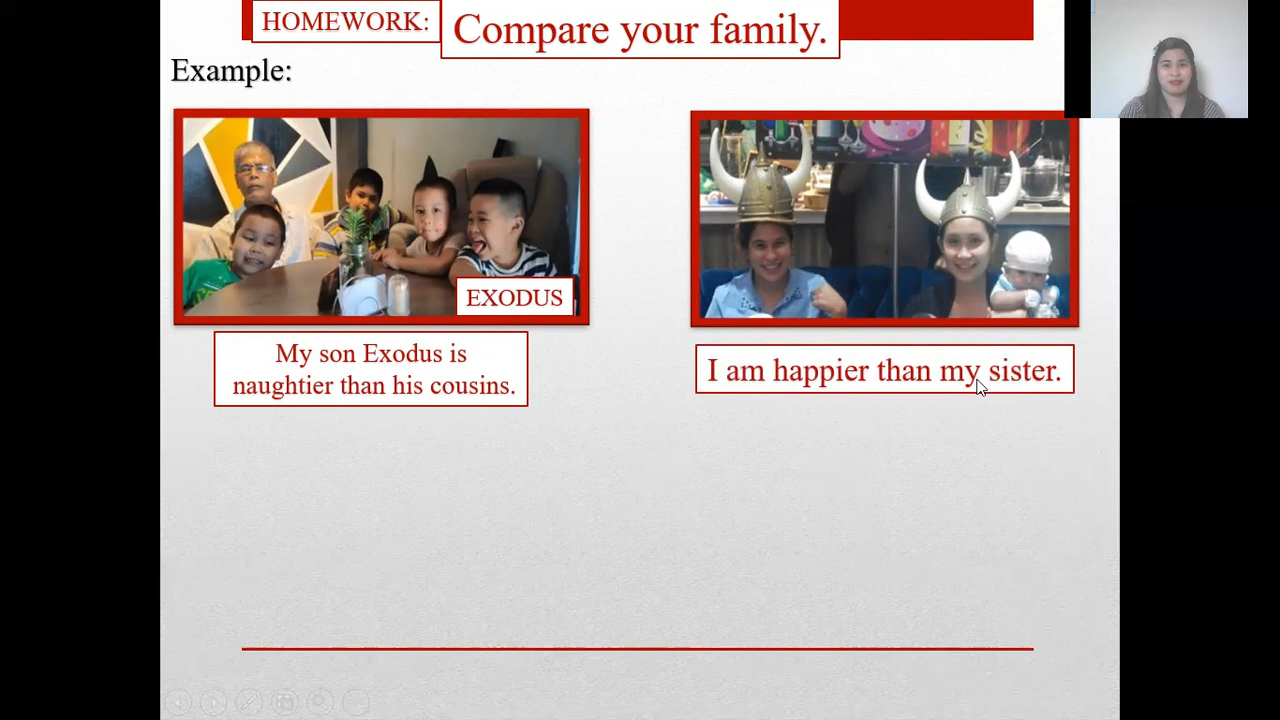 HOMEWORK:
Compare your family.
Example:
EXODUS
My son Exodus is
naughtier than his cousins.
I am happier than my sister.